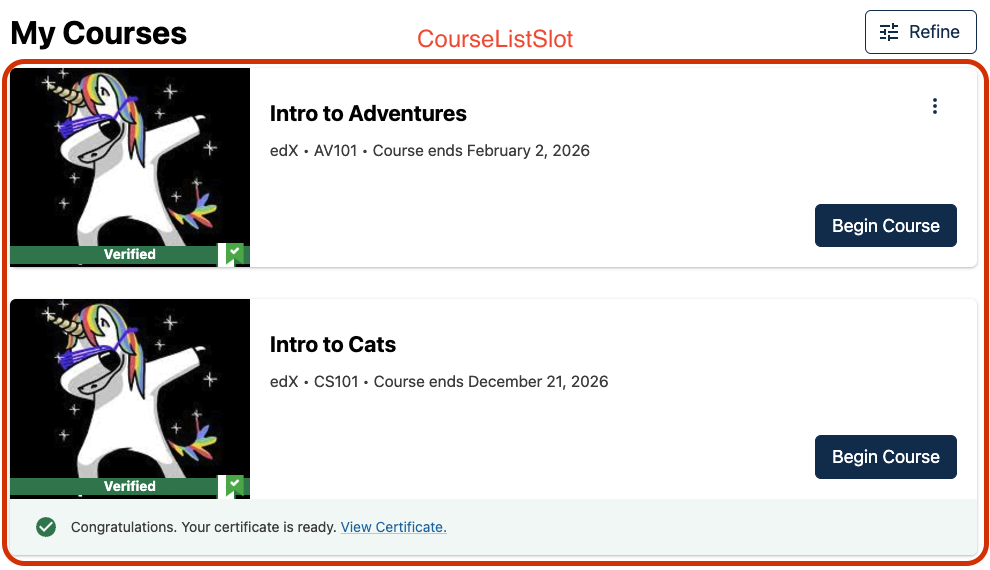 My Courses
CourseListSlot
Refine
Intro to Adventures
edX • AV101 • Course ends February 2, 2026
Begin Course
Verified
Intro to Cats
edX • CS101 • Course ends December 21, 2026
Begin Course
Verified
Congratulations. Your certificate is ready. View Certificate.